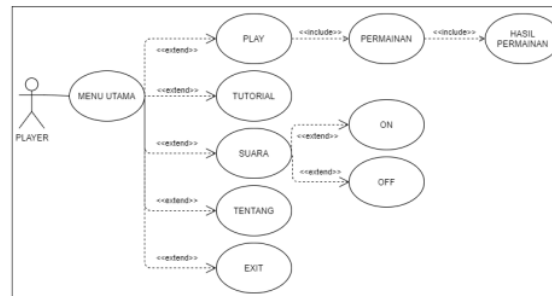 PLAY
<<include>>
PERMAINAN
<<include>>
HASIL
PERMAINAN
<<extend>>
PLAYER
MENU UTAMA
<<extend>>
TUTORIAL
<<extend>>
SUARA
<<extend>>
ON
<<extend>>
OFF
<<extend>>
TENTANG
<<extend>>
EXIT